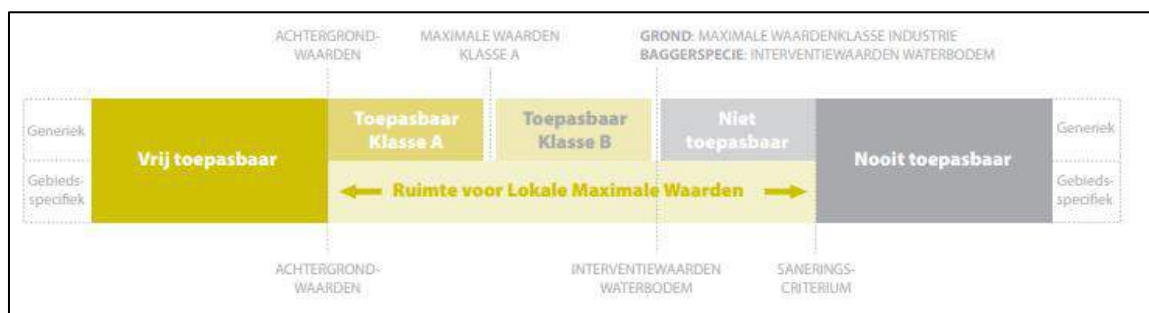 ACHTERGROND-
WAARDEN
MAXIMALE WAARDEN
KLASSE A
GROND: MAXIMALE WAARDENKLASSE INDUSTRIE
BAGGERSPECIE: INTERVENTIEWAARDEN WATERBODEM
Generiek
Gebieds-
specifiek
Vrij toepasbaar
Toepasbaar
Klasse A
Toepasbaar
Klasse B
Niet
toepasbaar
Ruimte voor Lokale Maximale Waarden
Nooit toepasbaar
Generiek
Gebieds-
specifiek
ACHTERGROND-
WAARDEN
INTERVENTIEWAARDEN
WATERBODEM
SANERINGS-
CRITERIUM